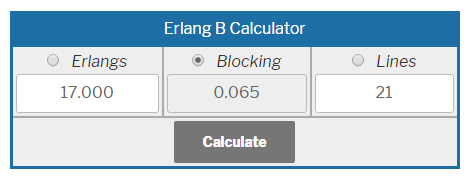 Erlang B Calculator
Erlangs Blocking Lines
17.000 0.065 21
Calculate